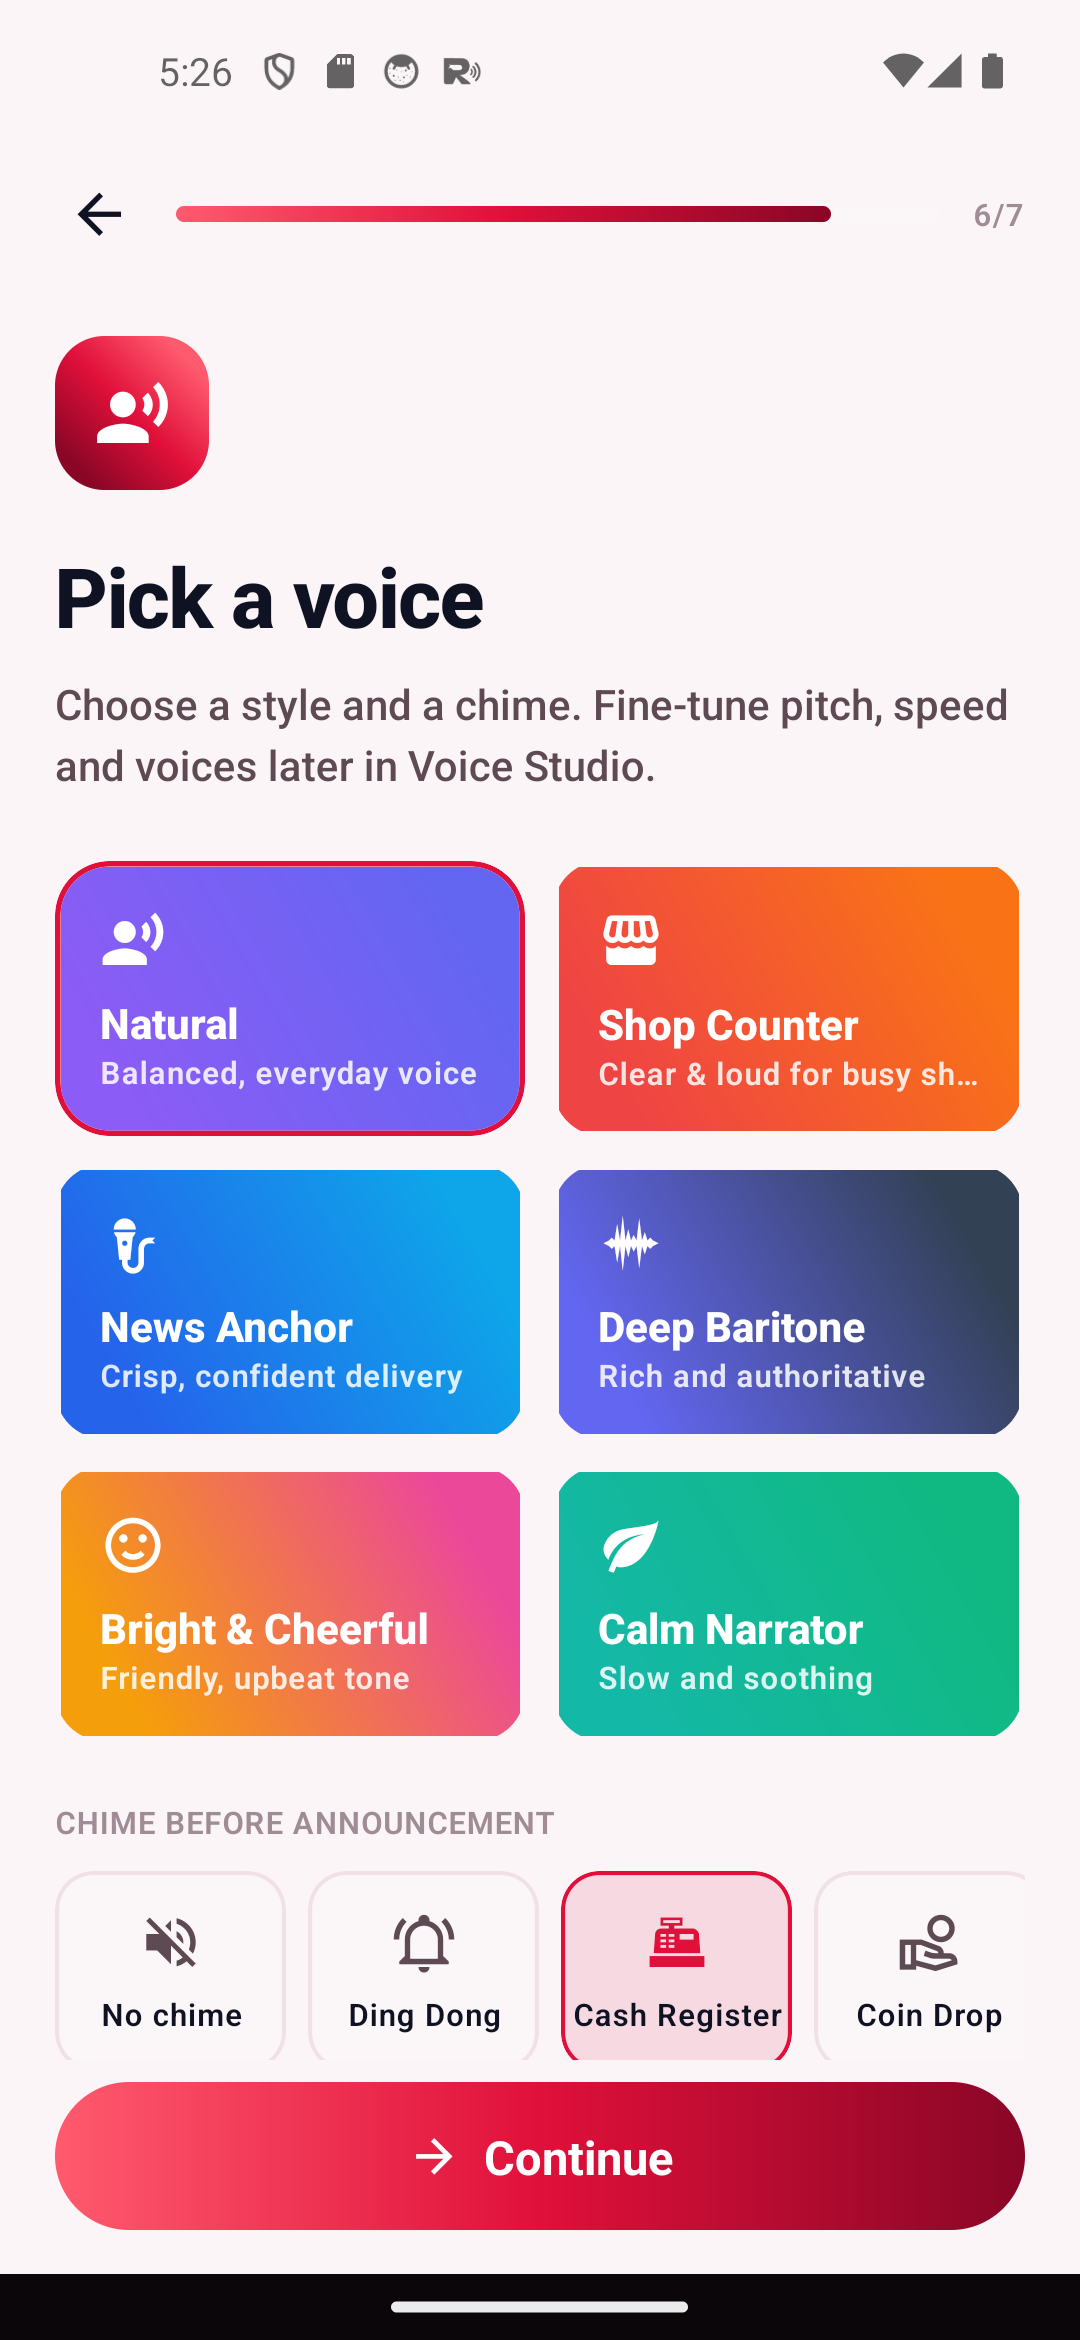 5:26
6/7
Pick a voice
Choose a style and a chime. Fine-tune pitch, speed
and voices later in Voice Studio.
Natural
Balanced, everyday voice
Shop Counter
Clear & loud for busy sh...
News Anchor
Crisp, confident delivery
Deep Baritone
Rich and authoritative
Bright & Cheerful
Friendly, upbeat tone
Calm Narrator
Slow and soothing
CHIME BEFORE ANNOUNCEMENT
No chime
Ding Dong
Cash Register
Coin Drop
Continue